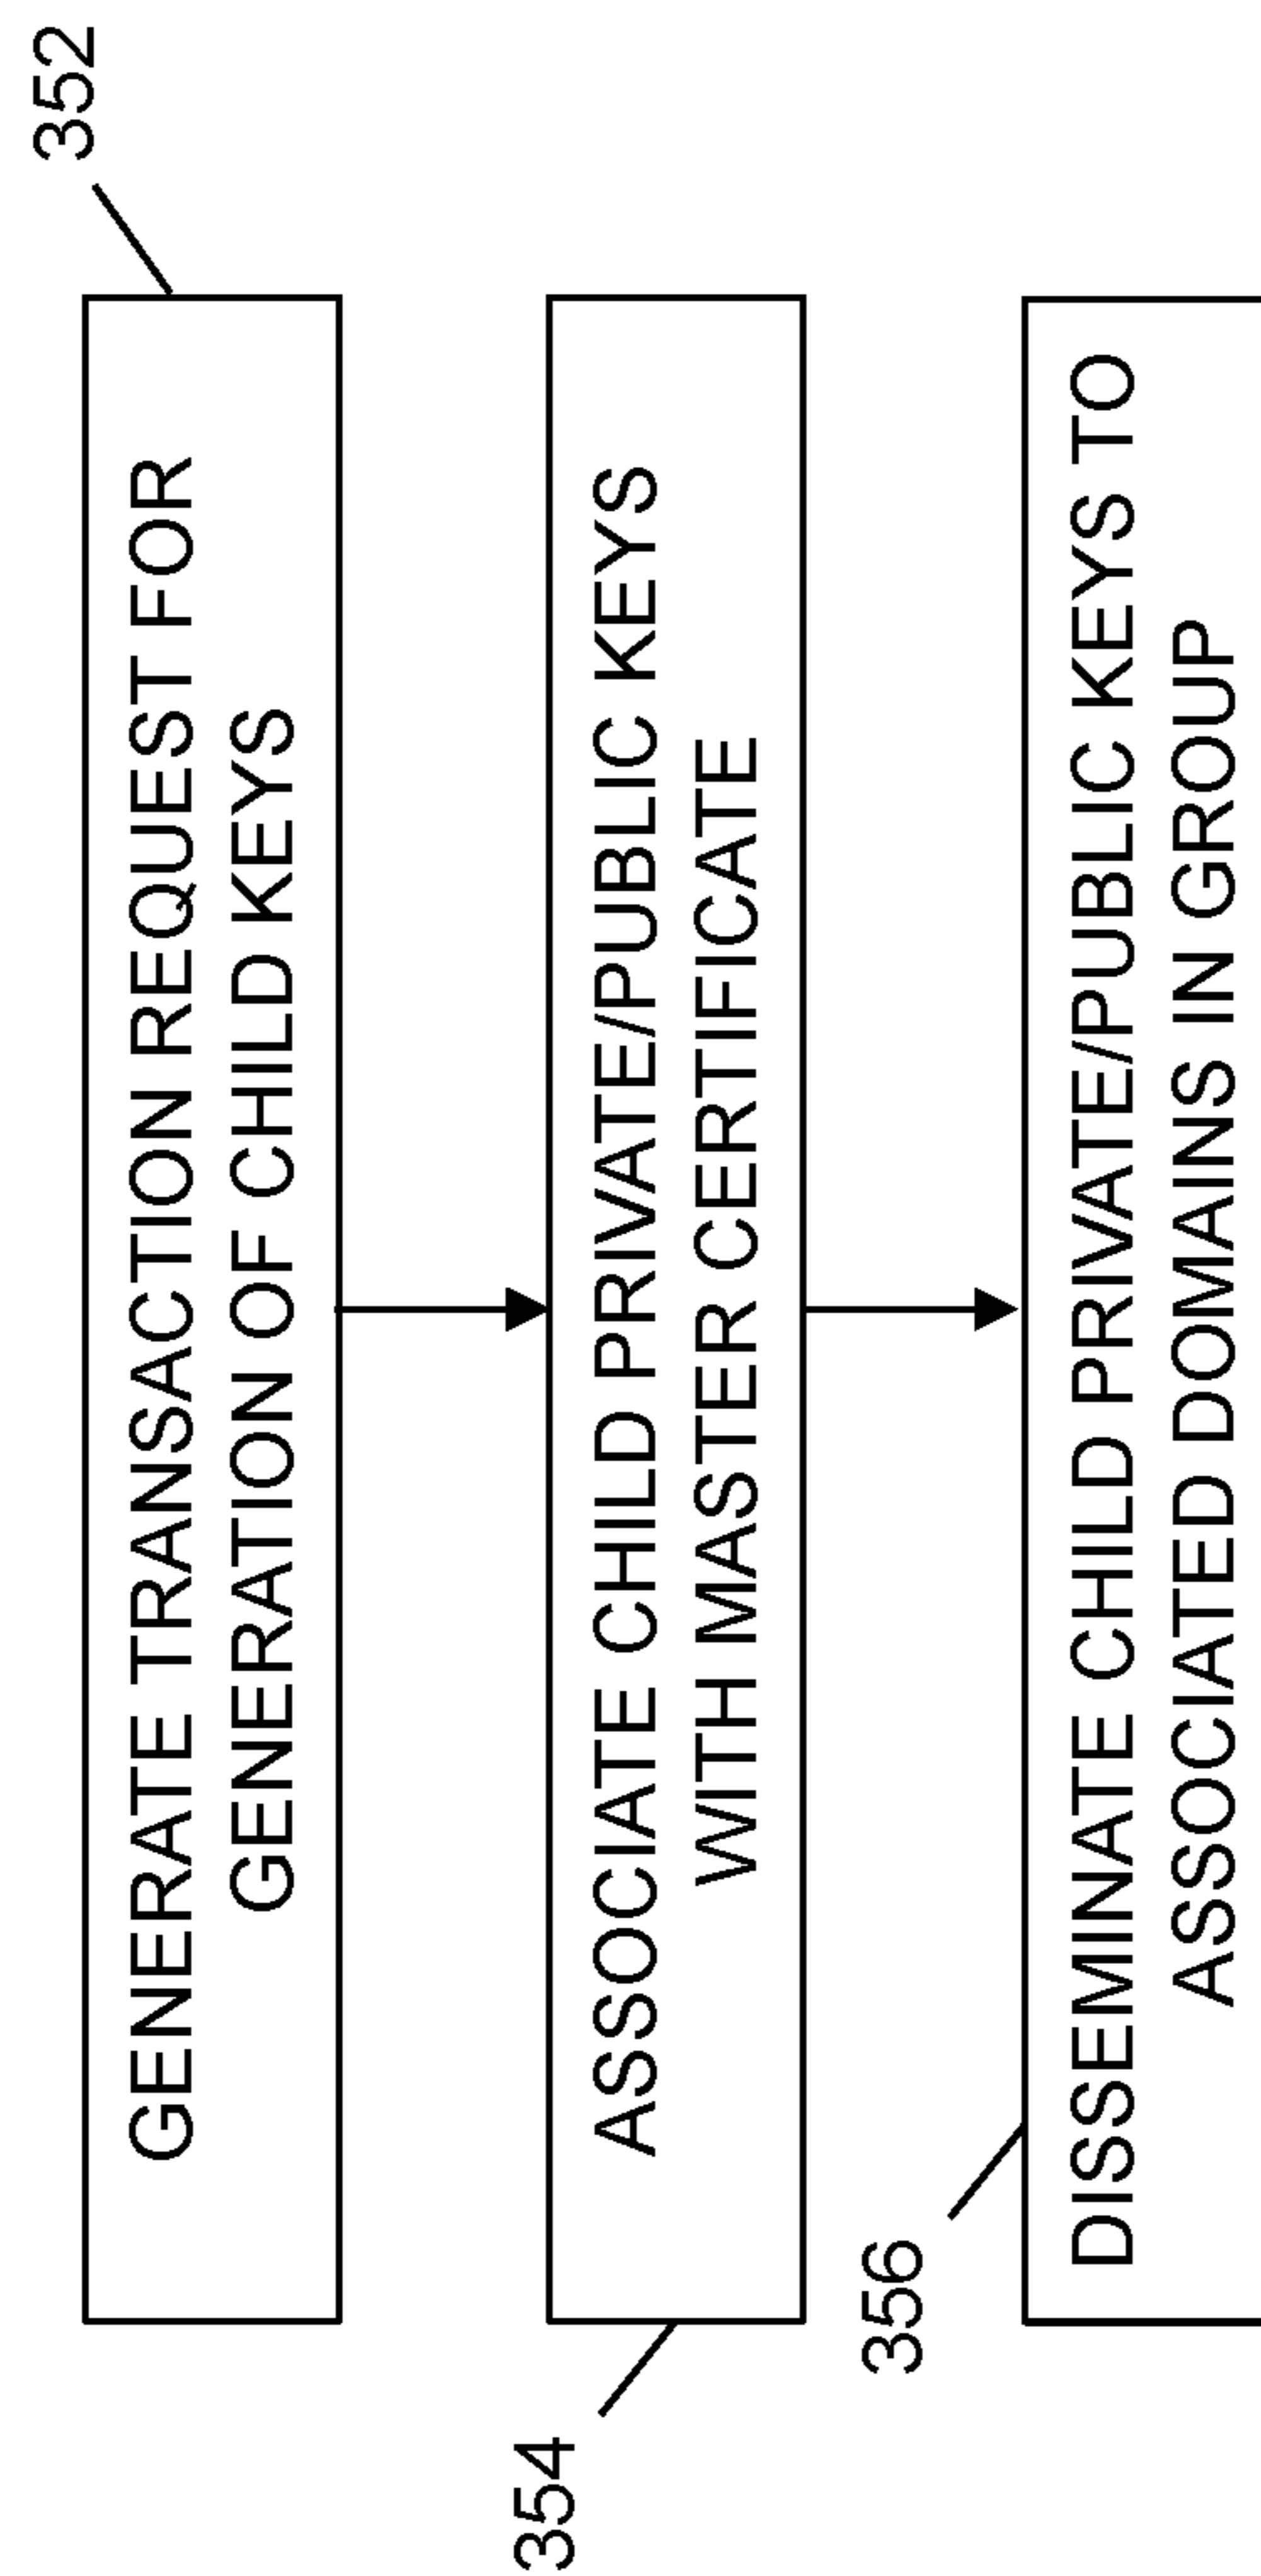 352
GENERATE TRANSACTION REQUEST FOR
GENERATION OF CHILD KEYS
354
ASSOCIATE CHILD PRIVATE/PUBLIC KEYS
WITH MASTER CERTIFICATE
356
DISSEMINATE CHILD PRIVATE/PUBLIC KEYS TO
ASSOCIATED DOMAINS IN GROUP